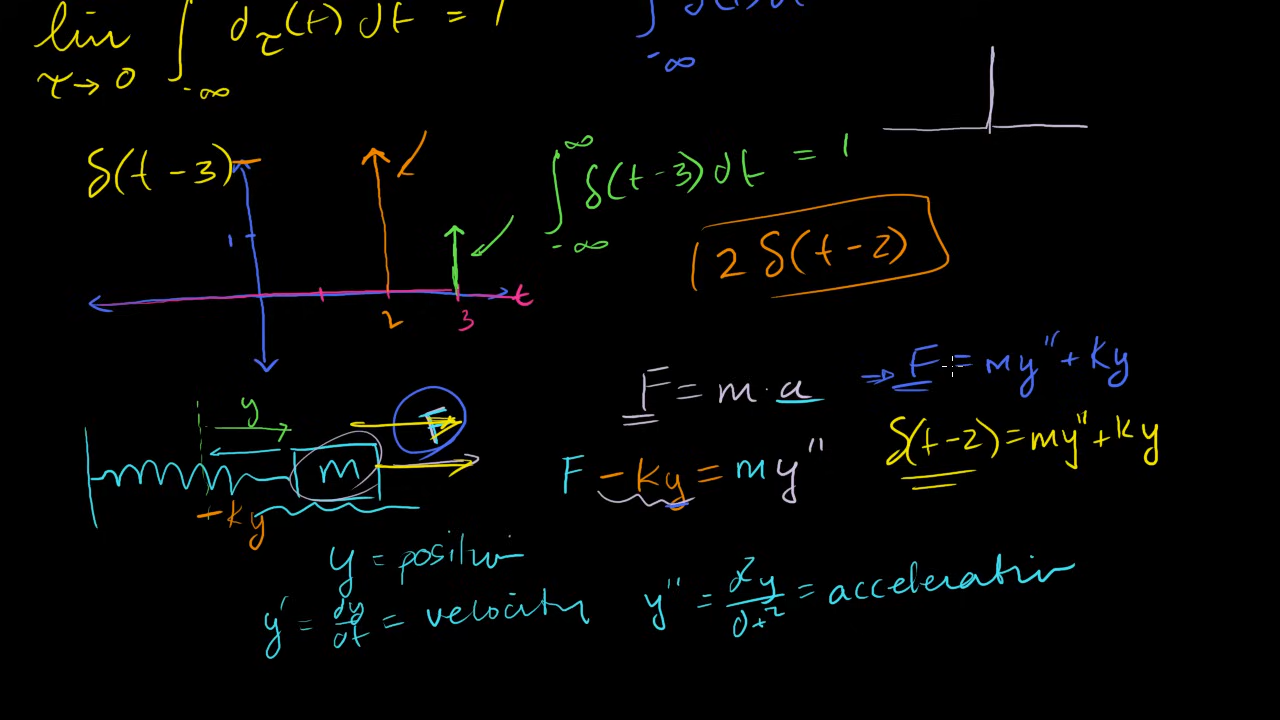 lim ∫ d_τ(t) dt = 1
τ→0 -∞
∫ δ(t) dt
-∞
δ(t - 3)
1
2 3 t
∞
∫ δ(t-3) dt = 1
-∞
2 δ(t-2)
F = m · a
⇒ F = my'' + ky
δ(t-2) = my'' + ky
F - ky = my''
y
F
m
- ky
y = position
y' = dy/dt = velocity
y'' = d²y/dt² = acceleration